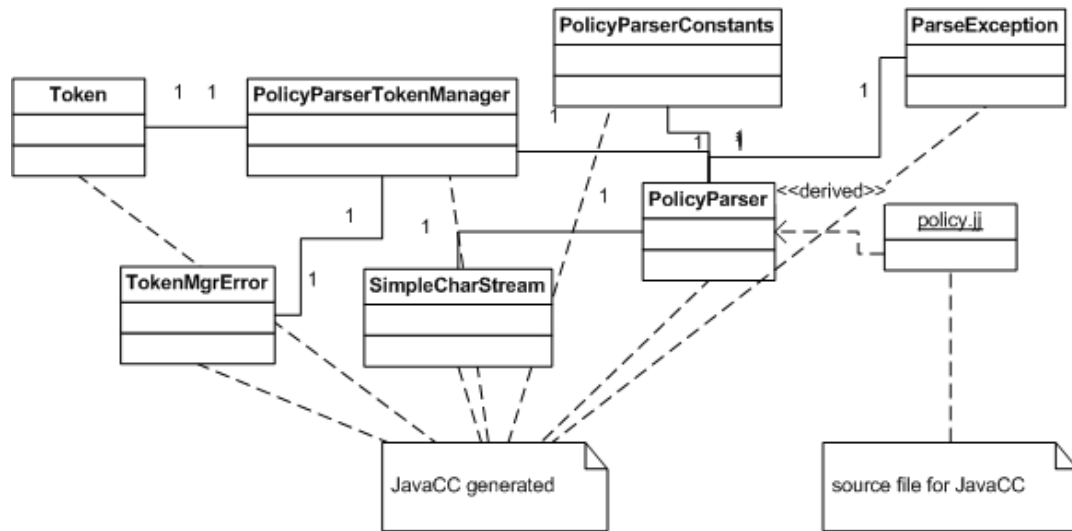 PolicyParserConstants
ParseException
Token
1 1
PolicyParserTokenManager
1
1
1
1
<<derived>>
PolicyParser
policy.jj
1
1
1
1
TokenMgrError
SimpleCharStream
JavaCC generated
source file for JavaCC